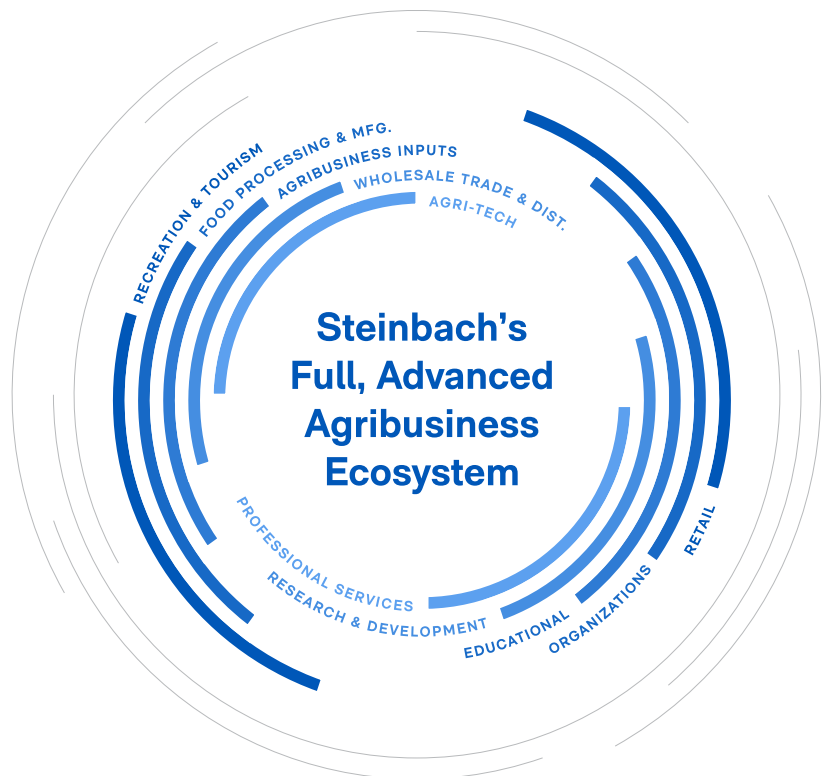 RECREATION & TOURISM
FOOD PROCESSING & MFG.
AGRIBUSINESS INPUTS
WHOLESALE TRADE & DIST.
AGRI-TECH
Steinbach’s
Full, Advanced
Agribusiness
Ecosystem
PROFESSIONAL SERVICES
RESEARCH & DEVELOPMENT
EDUCATIONAL
ORGANIZATIONS
RETAIL